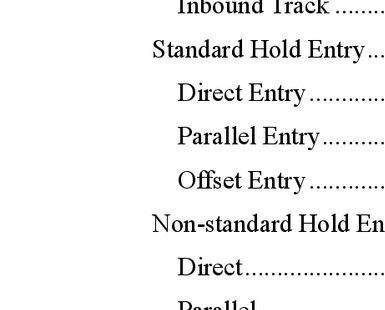 Inbound Track .......
Standard Hold Entry...
Direct Entry............
Parallel Entry..........
Offset Entry............
Non-standard Hold En
Direct.....................
Parallel